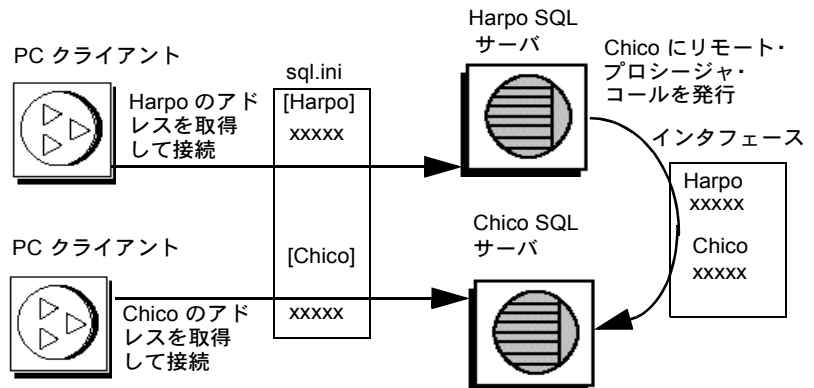 PC クライアント
Harpo のアド
レスを取得
して接続
sql.ini
[Harpo]
xxxxx
Harpo SQL
サーバ
Chico にリモート・
プロシージャ・
コールを発行
インタフェース
Harpo
xxxxx
Chico
xxxxx
PC クライアント
Chico のアド
レスを取得
して接続
[Chico]
xxxxx
Chico SQL
サーバ